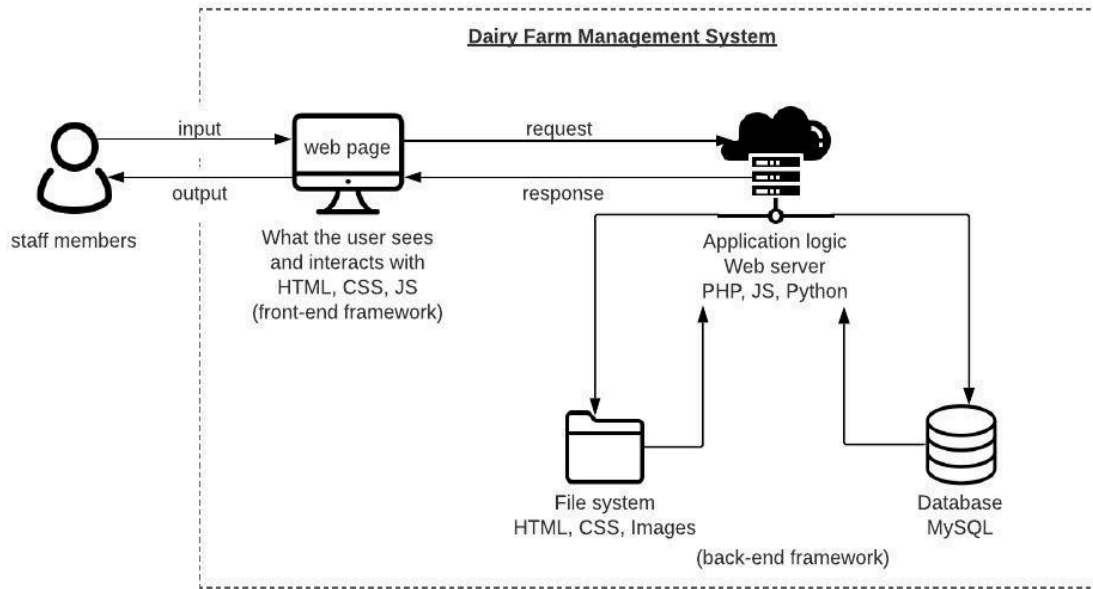 Dairy Farm Management System
input
request
web page
output
response
staff members
What the user sees
and interacts with
HTML, CSS, JS
(front-end framework)
Application logic
Web server
PHP, JS, Python
File system
HTML, CSS, Images
Database
MySQL
(back-end framework)